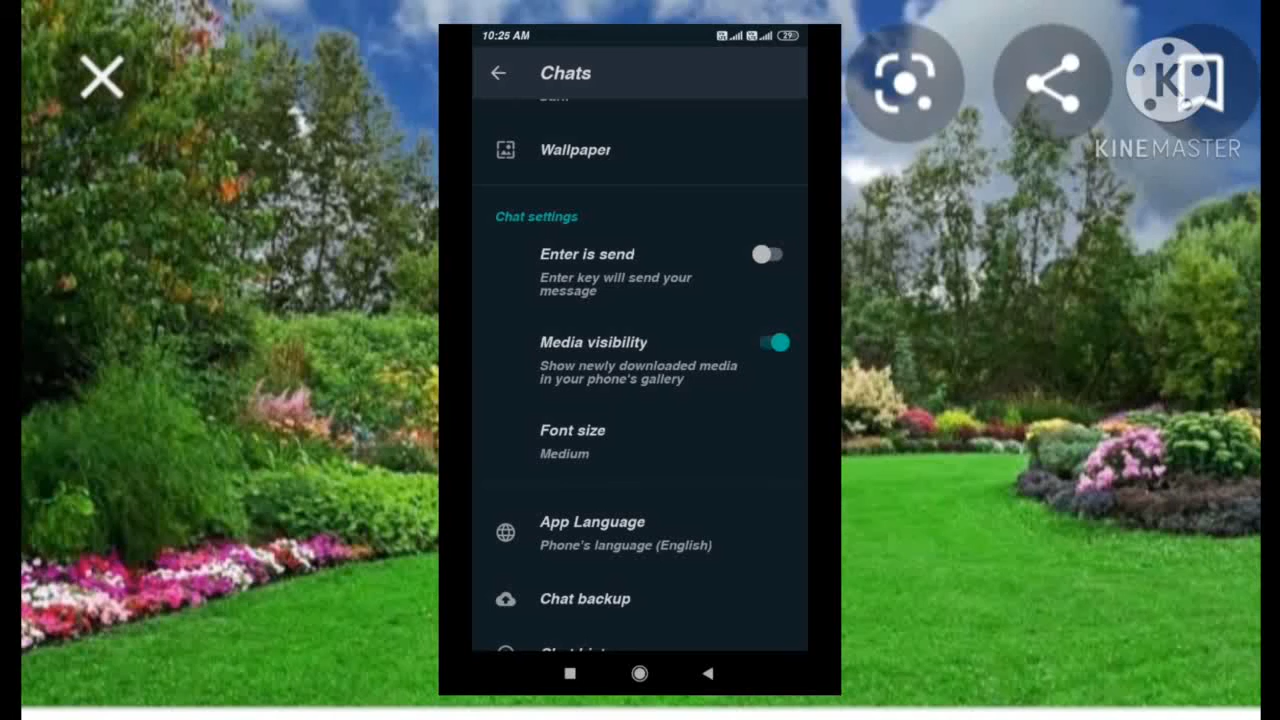 10:25 AM
29
Chats
Wallpaper
Chat settings
Enter is send
Enter key will send your
message
Media visibility
Show newly downloaded media
in your phone's gallery
Font size
Medium
App Language
Phone's language (English)
Chat backup
K
KINEMASTER